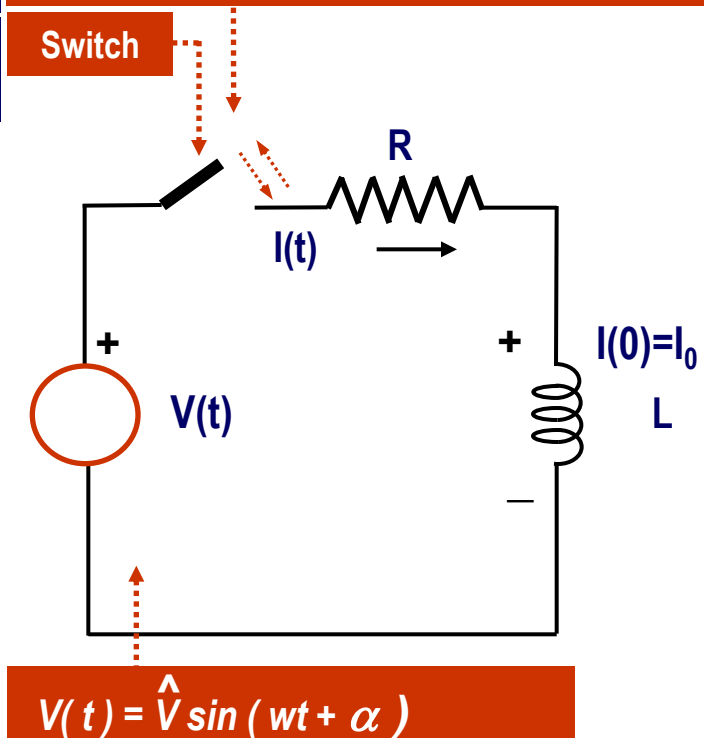 Switch
R
I(t)
+
+
I(0)=I₀
V(t)
L
_
V( t ) = V̂ sin ( wt + α )